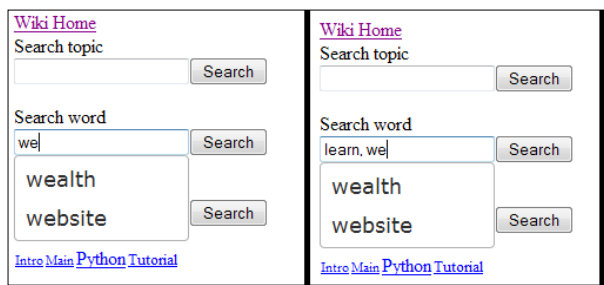 Wiki Home
Search topic
Search
Search word
we Search
wealth
website
Search
Intro Main Python Tutorial
Wiki Home
Search topic
Search
Search word
learn, we Search
wealth
website
Search
Intro Main Python Tutorial